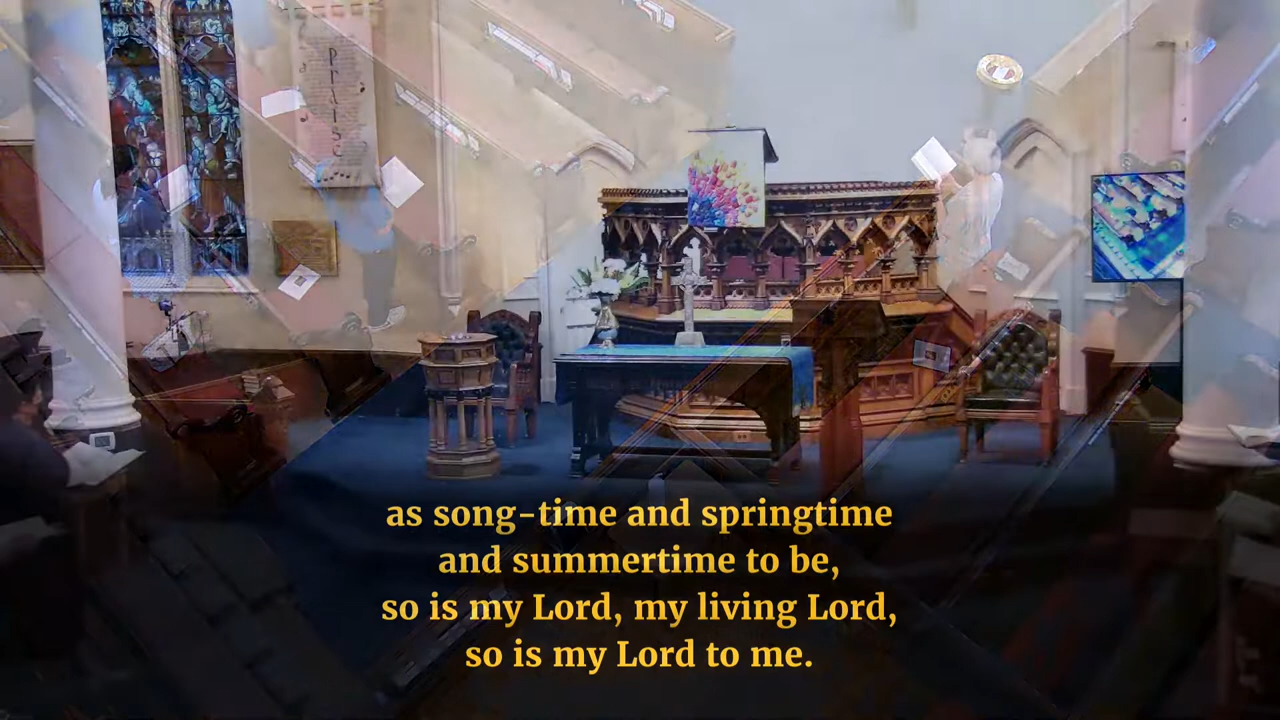 praise
as song-time and springtime
and summertime to be,
so is my Lord, my living Lord,
so is my Lord to me.